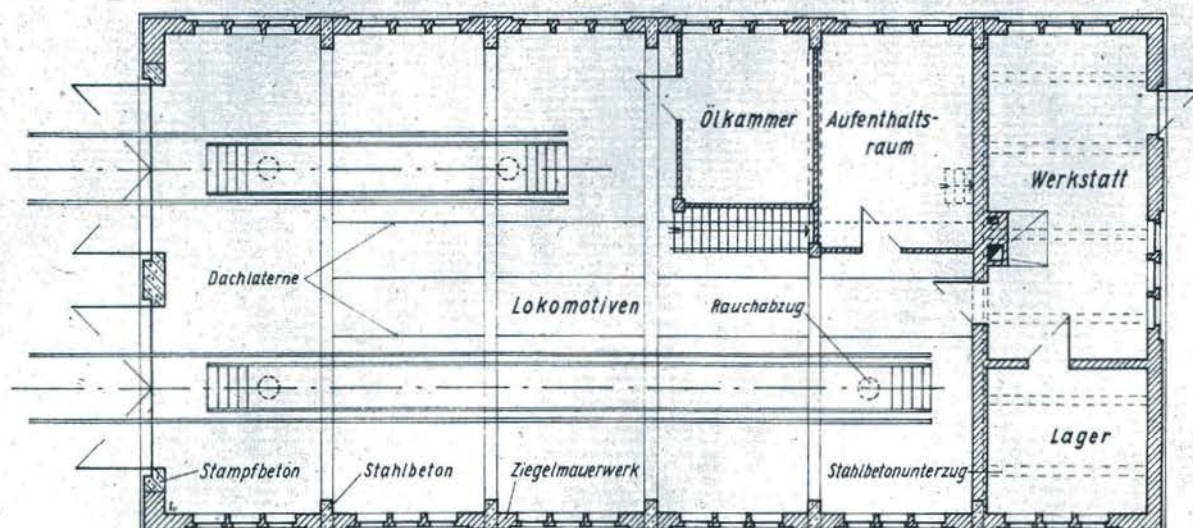 Ölkammer
Aufenthalts-
raum
Werkstatt
Dachlaterne
Lokomotiven
Rauchabzug
Stampfbeton
Stahlbeton
Ziegelmauerwerk
Stahlbetonunterzug
Lager